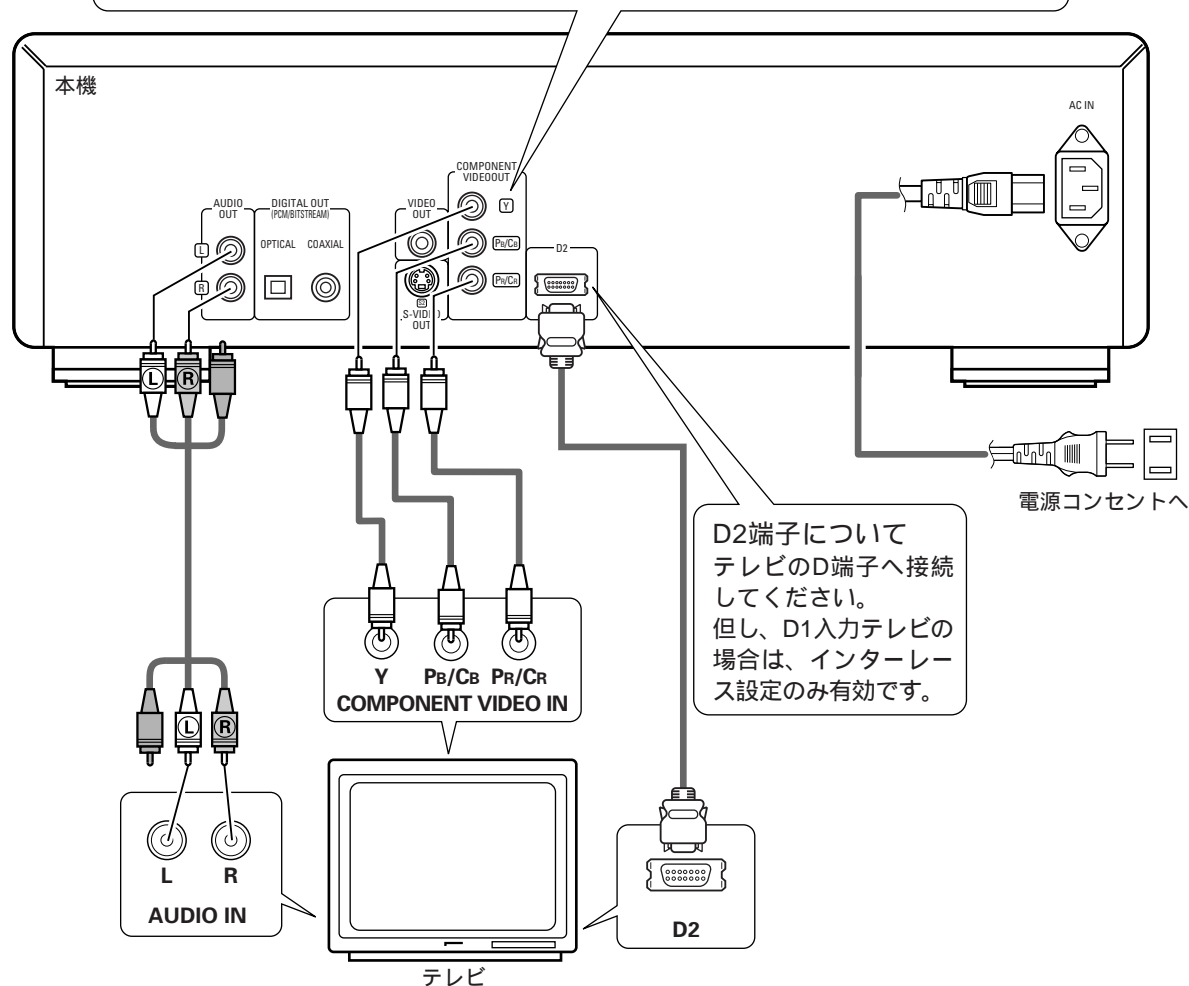 本機
AC IN
COMPONENT
VIDEOOUT
AUDIO
OUT
DIGITAL OUT
(PCM/BITSTREAM)
VIDEO
OUT
Y
L
OPTICAL
COAXIAL
PB/CB
D2
R
PR/CR
S2
S-VIDEO
OUT
L
R
電源コンセントへ
D2端子について
テレビのD端子へ接続
してください。
但し、D1入力テレビの
場合は、インターレー
ス設定のみ有効です。
Y
PB/CB
PR/CR
COMPONENT VIDEO IN
L
R
L
R
AUDIO IN
D2
テレビ